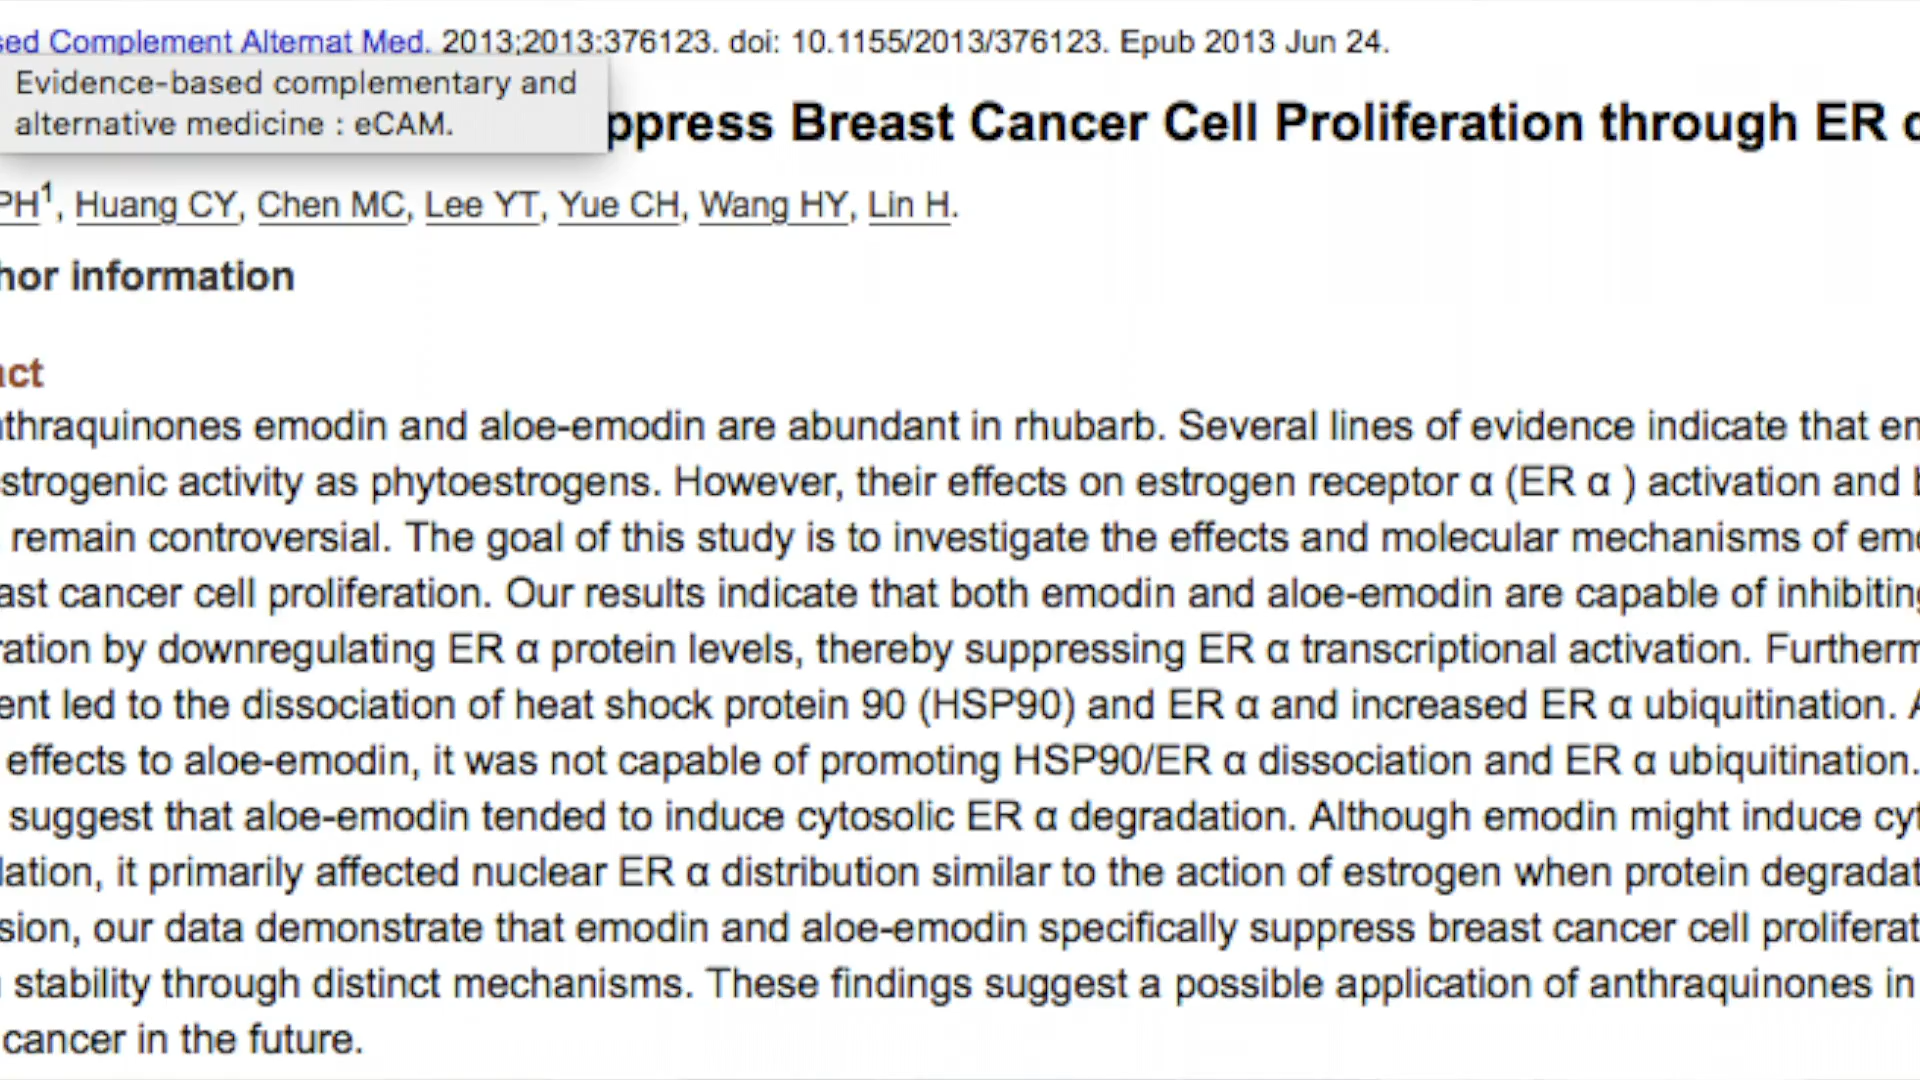 sed Complement Alternat Med. 2013;2013:376123. doi: 10.1155/2013/376123. Epub 2013 Jun 24.
Evidence-based complementary and
alternative medicine : eCAM.
ppress Breast Cancer Cell Proliferation through ER
PH1, Huang CY, Chen MC, Lee YT, Yue CH, Wang HY, Lin H.
hor information
act
nthraquinones emodin and aloe-emodin are abundant in rhubarb. Several lines of evidence indicate that em
strogenic activity as phytoestrogens. However, their effects on estrogen receptor α (ER α ) activation and b
remain controversial. The goal of this study is to investigate the effects and molecular mechanisms of emo
ast cancer cell proliferation. Our results indicate that both emodin and aloe-emodin are capable of inhibiting
ration by downregulating ER α protein levels, thereby suppressing ER α transcriptional activation. Furtherm
ent led to the dissociation of heat shock protein 90 (HSP90) and ER α and increased ER α ubiquitination. A
effects to aloe-emodin, it was not capable of promoting HSP90/ER α dissociation and ER α ubiquitination.
suggest that aloe-emodin tended to induce cytosolic ER α degradation. Although emodin might induce cyt
lation, it primarily affected nuclear ER α distribution similar to the action of estrogen when protein degradat
sion, our data demonstrate that emodin and aloe-emodin specifically suppress breast cancer cell proliferat
stability through distinct mechanisms. These findings suggest a possible application of anthraquinones in
cancer in the future.